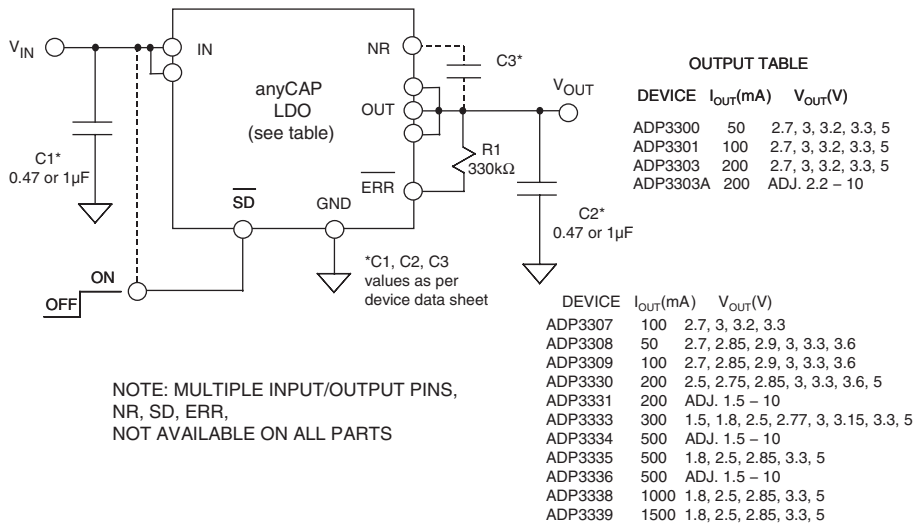 V_IN
IN
NR
C3*
anyCAP
LDO
(see table)
OUT
V_OUT
C1*
0.47 or 1µF
R1
330kΩ
ERR
SD
GND
C2*
0.47 or 1µF
*C1, C2, C3
values as per
device data sheet
ON
OFF
NOTE: MULTIPLE INPUT/OUTPUT PINS,
NR, SD, ERR,
NOT AVAILABLE ON ALL PARTS
OUTPUT TABLE
DEVICE I_OUT(mA) V_OUT(V)
ADP3300 50 2.7, 3, 3.2, 3.3, 5
ADP3301 100 2.7, 3, 3.2, 3.3, 5
ADP3303 200 2.7, 3, 3.2, 3.3, 5
ADP3303A 200 ADJ. 2.2 – 10
DEVICE I_OUT(mA) V_OUT(V)
ADP3307 100 2.7, 3, 3.2, 3.3
ADP3308 50 2.7, 2.85, 2.9, 3, 3.3, 3.6
ADP3309 100 2.7, 2.85, 2.9, 3, 3.3, 3.6
ADP3330 200 2.5, 2.75, 2.85, 3, 3.3, 3.6, 5
ADP3331 200 ADJ. 1.5 – 10
ADP3333 300 1.5, 1.8, 2.5, 2.77, 3, 3.15, 3.3, 5
ADP3334 500 ADJ. 1.5 – 10
ADP3335 500 1.8, 2.5, 2.85, 3.3, 5
ADP3336 500 ADJ. 1.5 – 10
ADP3338 1000 1.8, 2.5, 2.85, 3.3, 5
ADP3339 1500 1.8, 2.5, 2.85, 3.3, 5